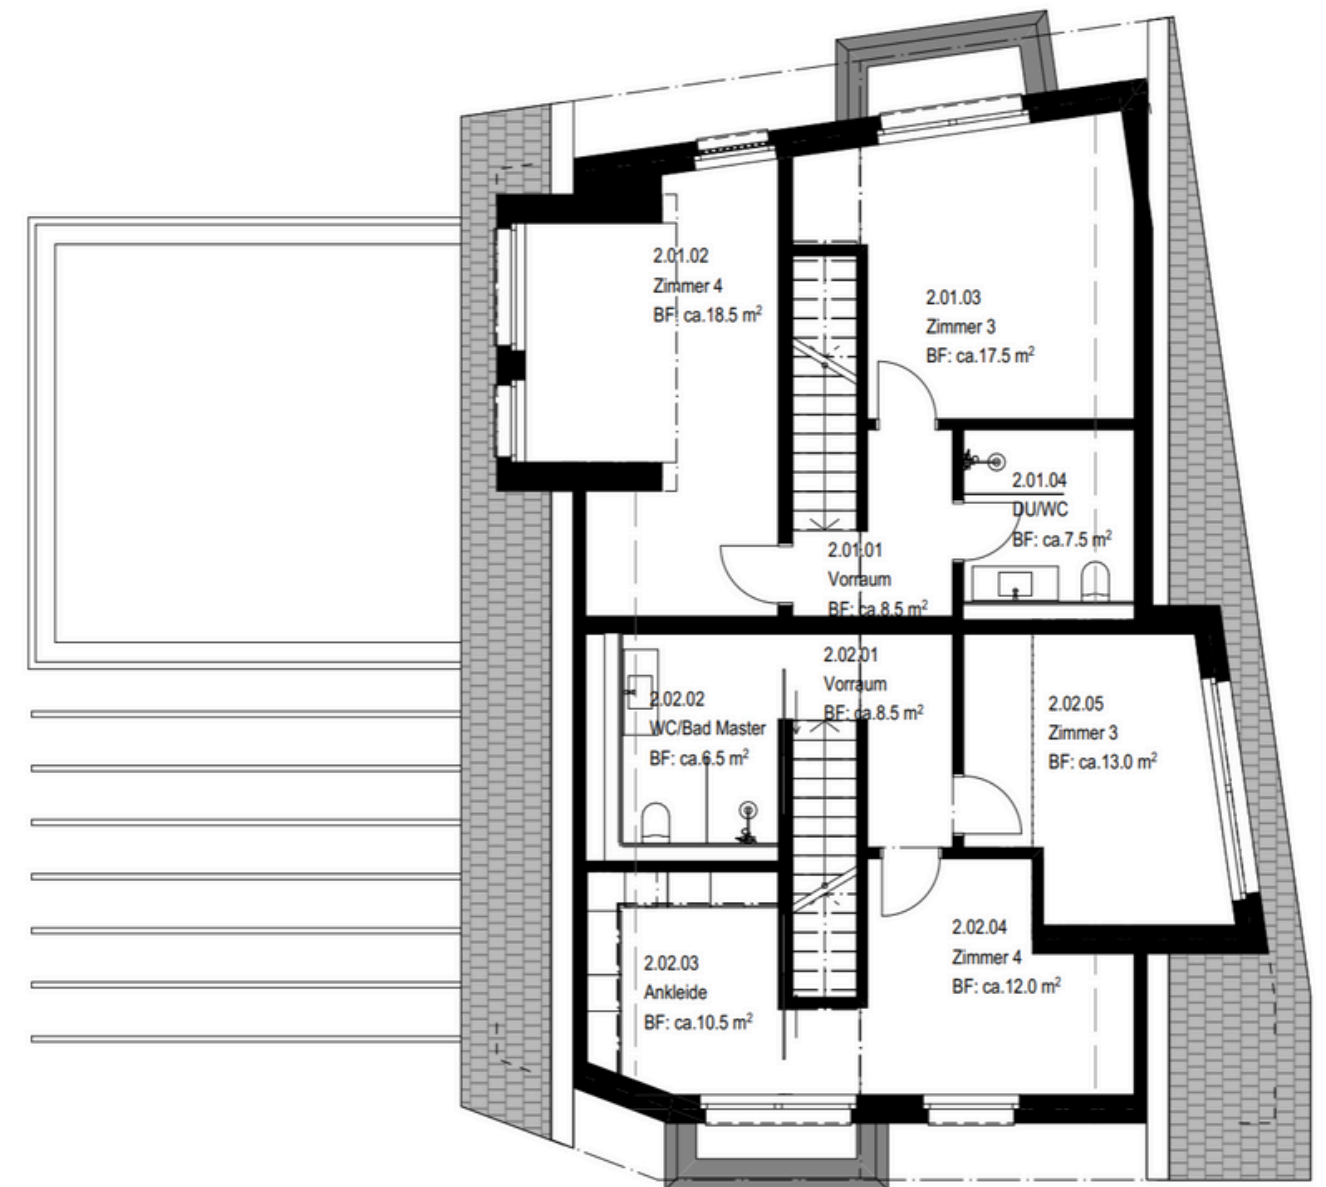 2.01.02
Zimmer 4
BF: ca.18.5 m²
2.01.03
Zimmer 3
BF: ca.17.5 m²
2.01.04
DU/WC
BF: ca.7.5 m²
2.01.01
Vorraum
BF: ca.8.5 m²
2.02.01
Vorraum
BF: ca.8.5 m²
2.02.02
WC/Bad Master
BF: ca.6.5 m²
2.02.05
Zimmer 3
BF: ca.13.0 m²
2.02.04
Zimmer 4
BF: ca.12.0 m²
2.02.03
Ankleide
BF: ca.10.5 m²